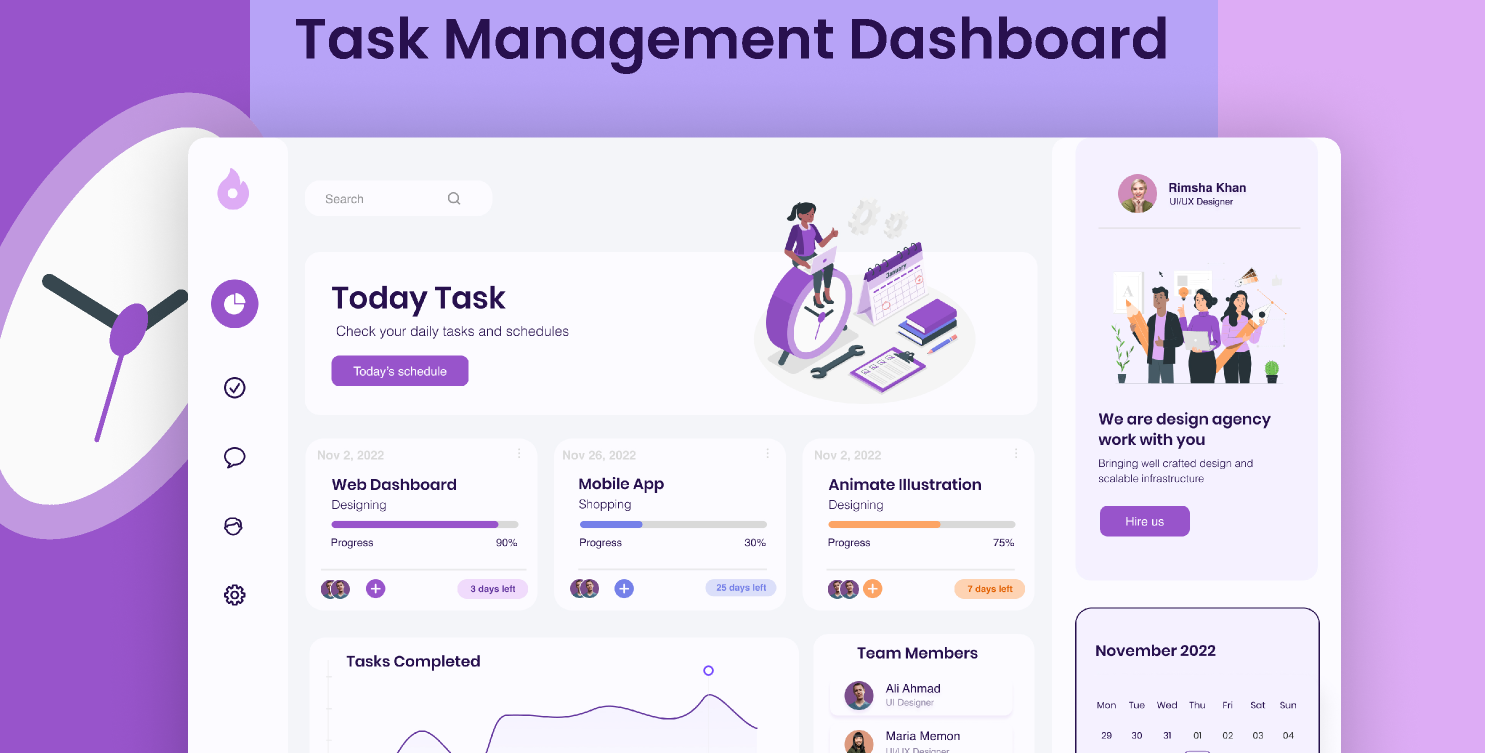 Task Management Dashboard
Search
Today Task
Check your daily tasks and schedules
Today's schedule
January
Nov 2, 2022
Web Dashboard
Designing
Progress
90%
3 days left
Nov 26, 2022
Mobile App
Shopping
Progress
30%
25 days left
Nov 2, 2022
Animate Illustration
Designing
Progress
75%
7 days left
Tasks Completed
Team Members
Ali Ahmad
UI Designer
Maria Memon
UI/UX Designer
Rimsha Khan
UI/UX Designer
A
We are design agency
work with you
Bringing well crafted design and
scalable infrastructure
Hire us
November 2022
Mon Tue Wed Thu Fri Sat Sun
29 30 31 01 02 03 04